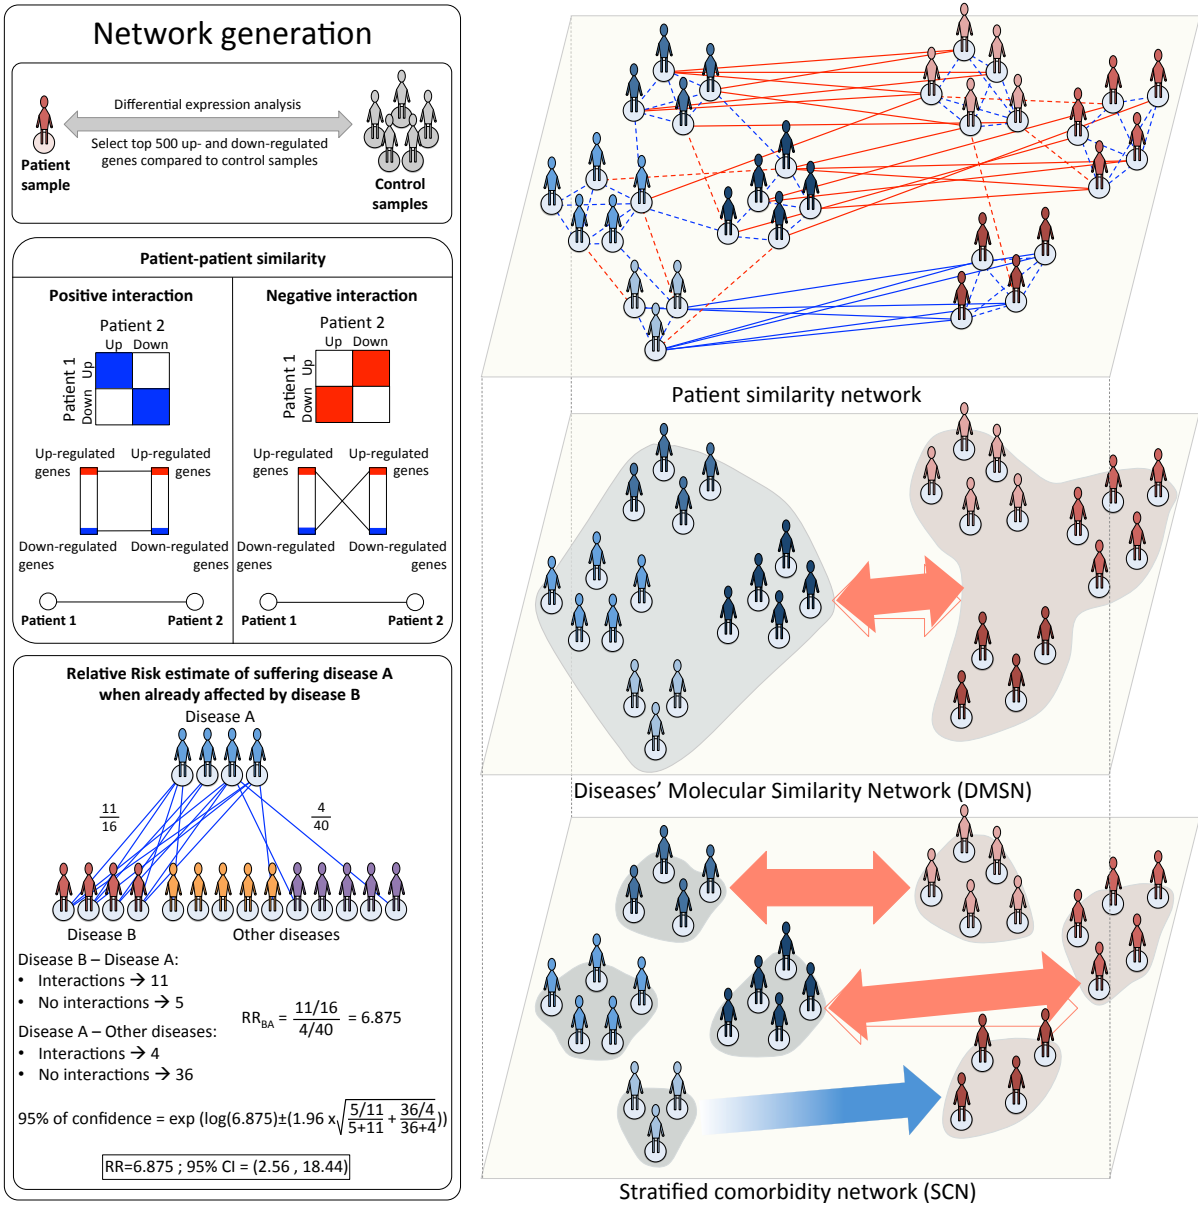 Network generation
Differential expression analysis
Select top 500 up- and down-regulated
genes compared to control samples
Patient
sample
Control
samples
Patient-patient similarity
Positive interaction
Patient 2
Up Down
Patient 1
Up
Down
Up-regulated
genes
Up-regulated
genes
Down-regulated
genes
Down-regulated
genes
Patient 1
Patient 2
Negative interaction
Patient 2
Up Down
Patient 1
Up
Down
Up-regulated
genes
Up-regulated
genes
Down-regulated
genes
Down-regulated
genes
Patient 1
Patient 2
Relative Risk estimate of suffering disease A
when already affected by disease B
Disease A
11
16
4
40
Disease B
Other diseases
Disease B – Disease A:
• Interactions → 11
• No interactions → 5
Disease A – Other diseases:
• Interactions → 4
• No interactions → 36
RR_BA = 11/16 / 4/40 = 6.875
95% of confidence = exp (log(6.875)±(1.96 x√(5/11 / 5+11 + 36/4 / 36+4)))
RR=6.875 ; 95% CI = (2.56 , 18.44)
Patient similarity network
Diseases’ Molecular Similarity Network (DMSN)
Stratified comorbidity network (SCN)